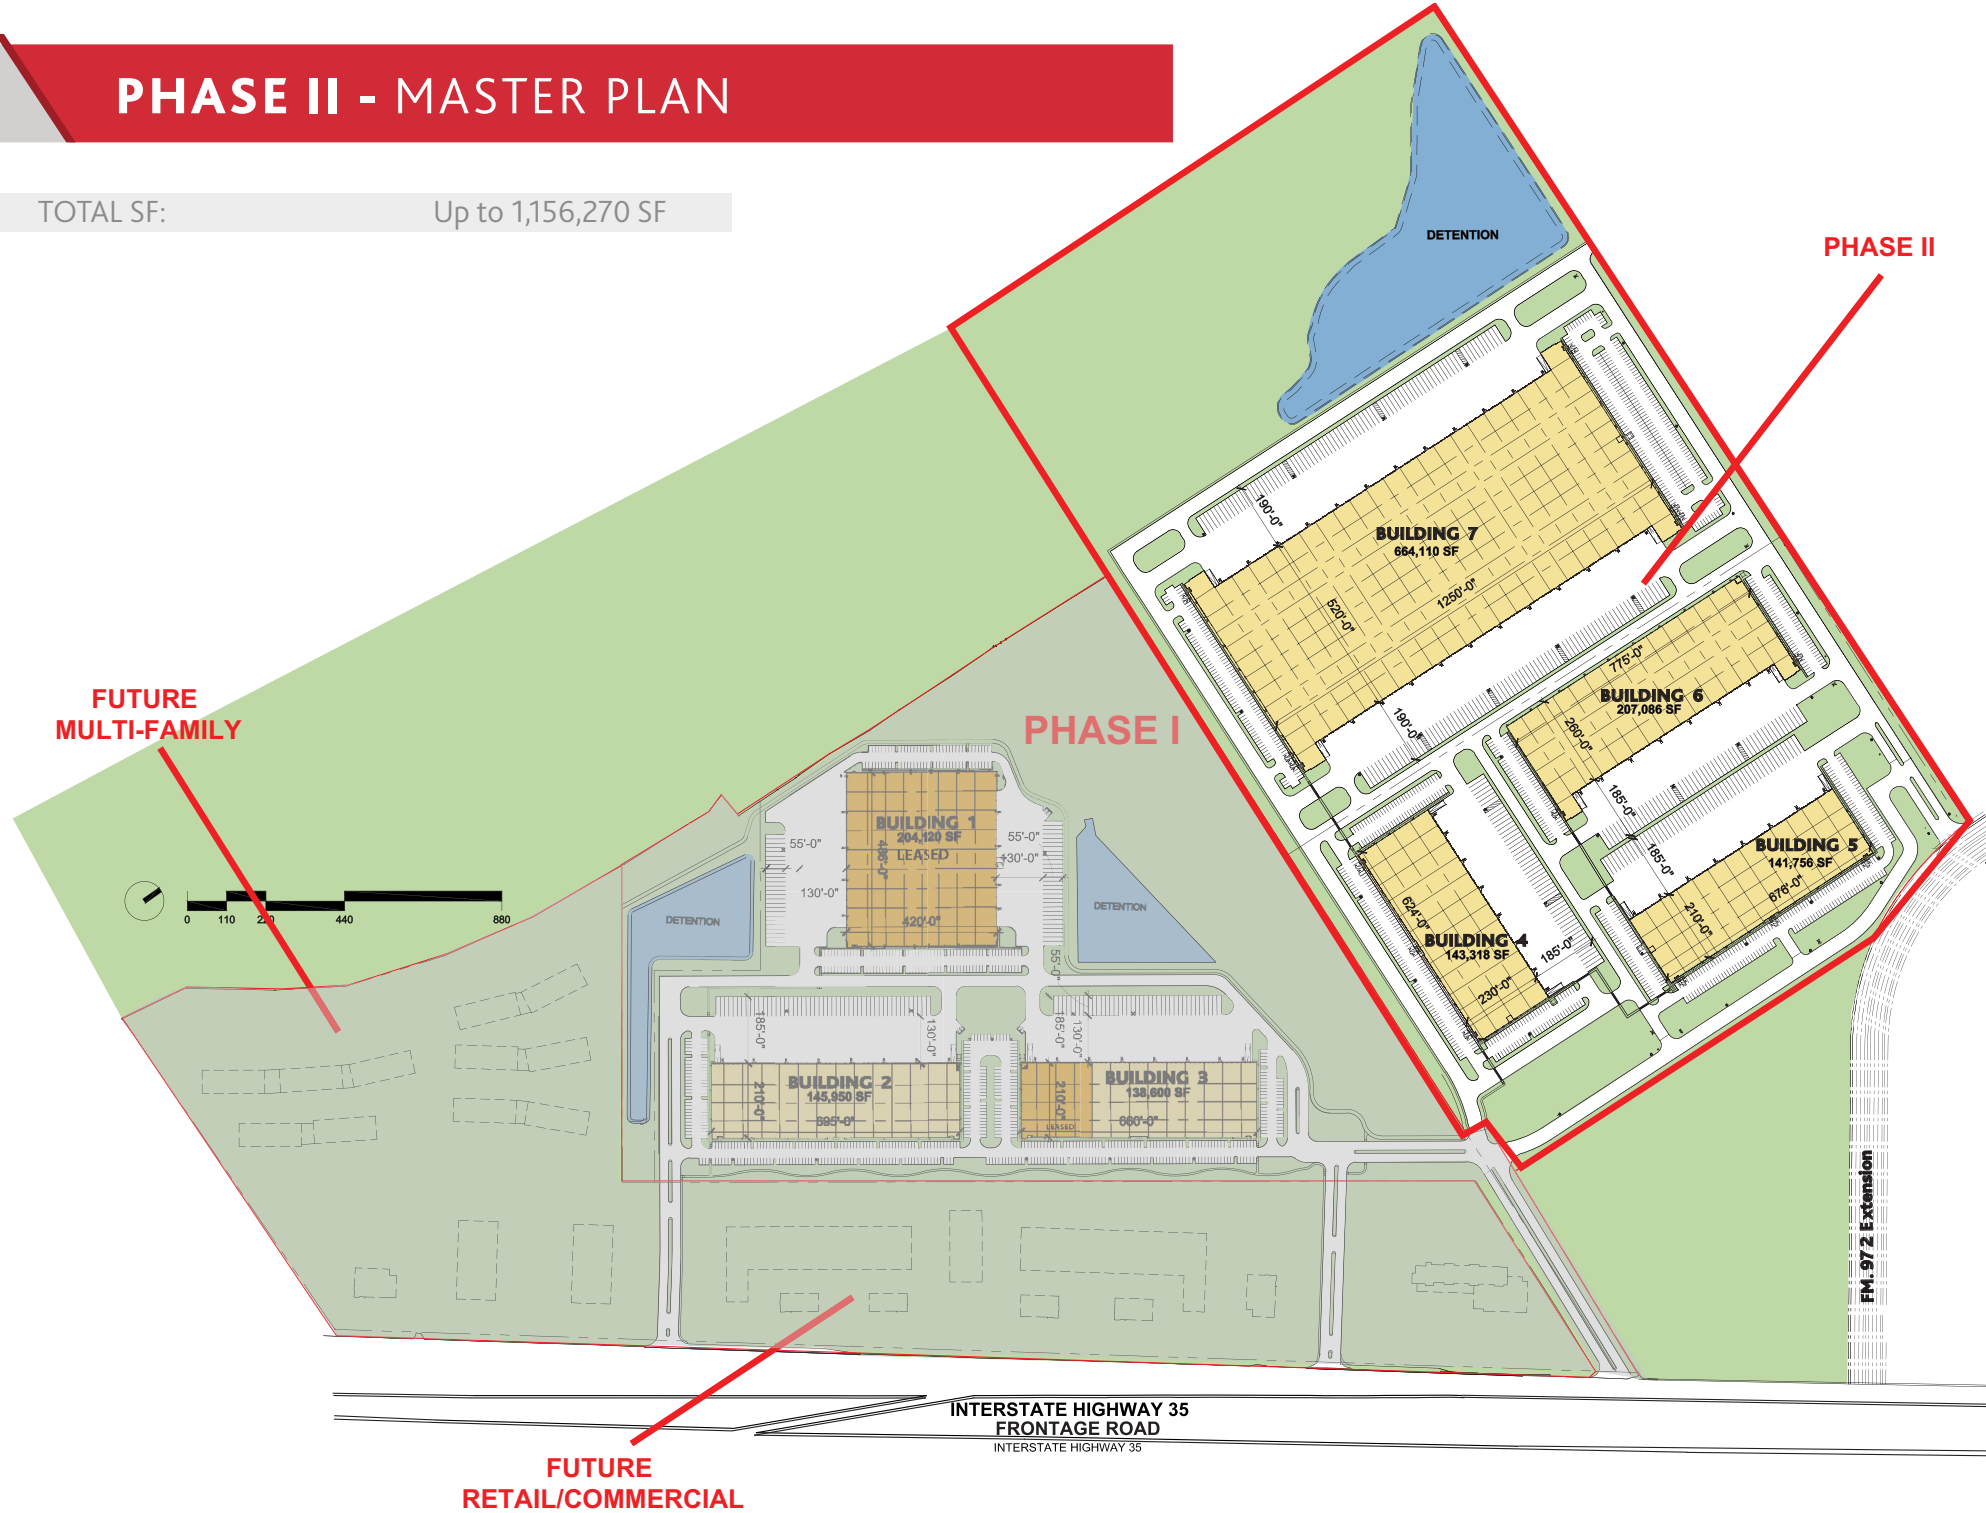 PHASE II - MASTER PLAN
TOTAL SF: Up to 1,156,270 SF
DETENTION
PHASE II
190'-0"
BUILDING 7
664,110 SF
520'-0"
1250'-0"
190'-0"
775'-0"
BUILDING 6
207,086 SF
260'-0"
185'-0"
185'-0"
BUILDING 5
141,756 SF
676'-0"
210'-0"
624'-0"
BUILDING 4
143,318 SF
185'-0"
230'-0"
FUTURE
MULTI-FAMILY
PHASE I
0 110 220 440 880
BUILDING 1
204,120 SF
LEASED
486'-0"
420'-0"
55'-0"
130'-0"
55'-0"
130'-0"
55'-0"
DETENTION
DETENTION
185'-0"
130'-0"
185'-0"
130'-0"
BUILDING 2
145,950 SF
210'-0"
695'-0"
BUILDING 3
138,600 SF
210'-0"
660'-0"
LEASED
FM. 972 Extension
INTERSTATE HIGHWAY 35
FRONTAGE ROAD
INTERSTATE HIGHWAY 35
FUTURE
RETAIL/COMMERCIAL